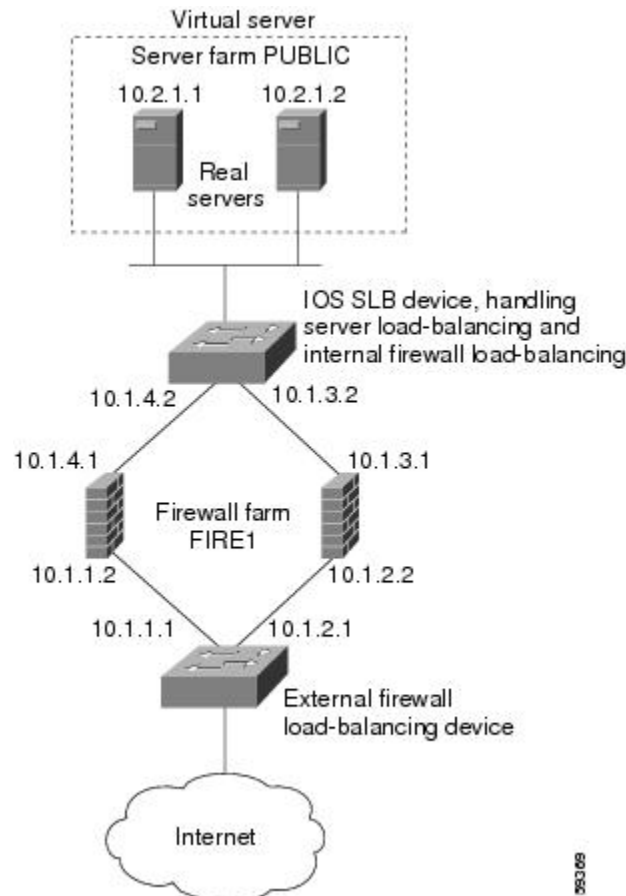 Virtual server
Server farm PUBLIC
10.2.1.1
10.2.1.2
Real
servers
IOS SLB device, handling
server load-balancing and
internal firewall load-balancing
10.1.4.2
10.1.3.2
10.1.4.1
10.1.3.1
Firewall farm
FIRE1
10.1.1.2
10.1.2.2
10.1.1.1
10.1.2.1
External firewall
load-balancing device
Internet
59369